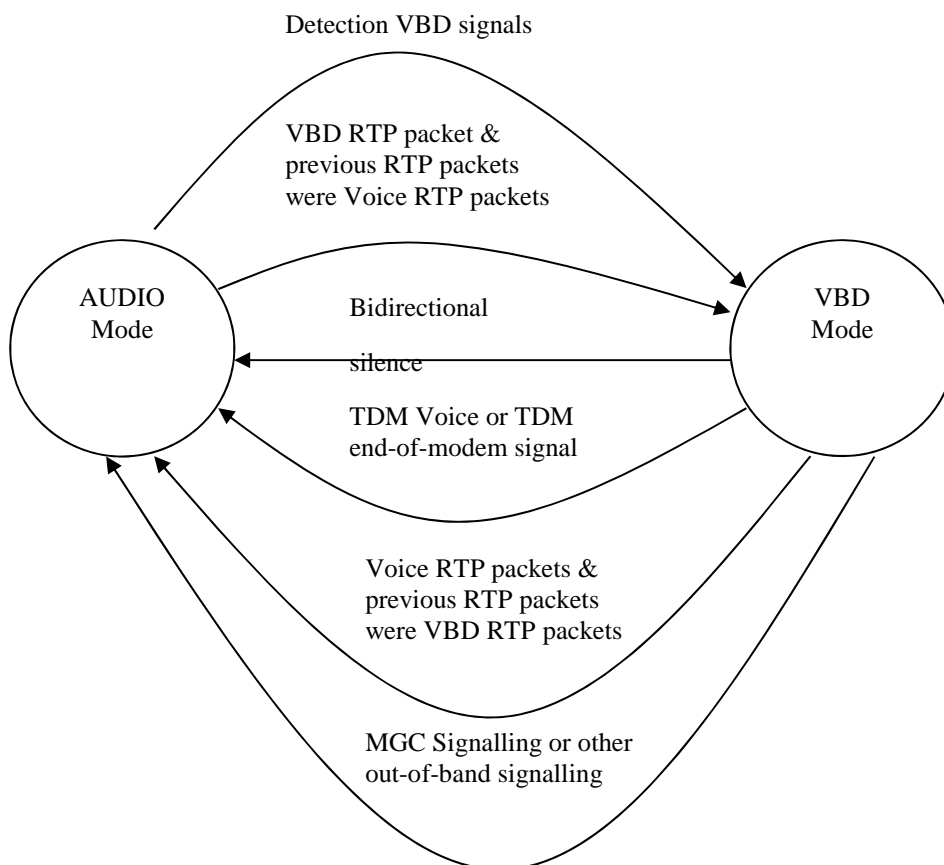 Detection VBD signals
VBD RTP packet &
previous RTP packets
were Voice RTP packets
AUDIO
Mode
VBD
Mode
Bidirectional
silence
TDM Voice or TDM
end-of-modem signal
Voice RTP packets &
previous RTP packets
were VBD RTP packets
MGC Signalling or other
out-of-band signalling